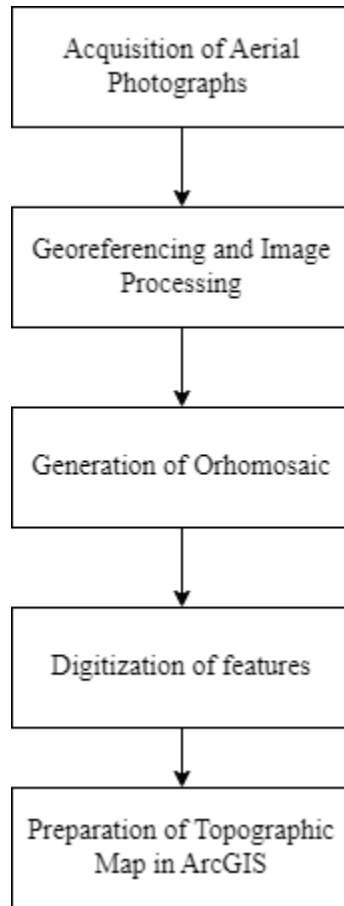 Acquisition of Aerial
Photographs
Georeferencing and Image
Processing
Generation of Orhomosaic
Digitization of features
Preparation of Topographic
Map in ArcGIS